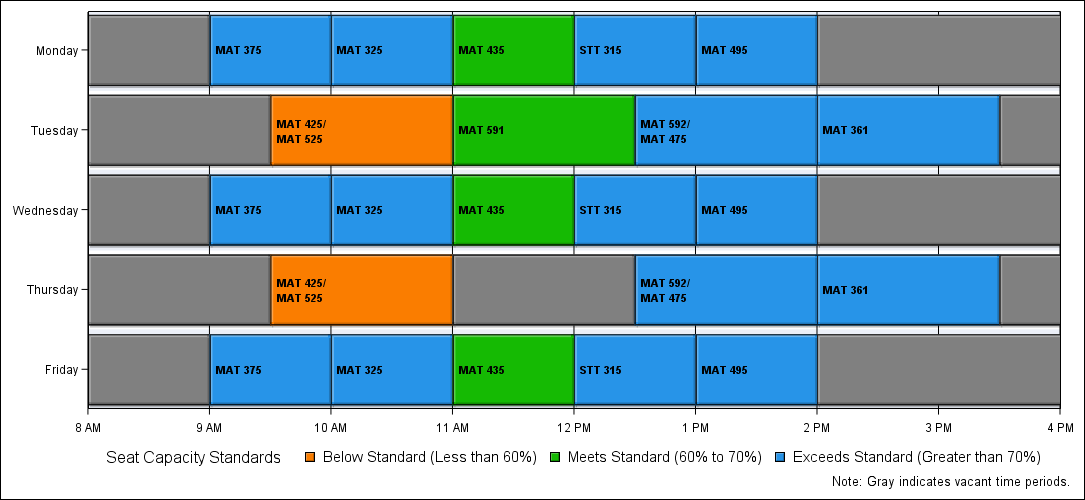 Monday
MAT 375
MAT 325
MAT 435
STT 315
MAT 495
Tuesday
MAT 425/
MAT 525
MAT 591
MAT 592/
MAT 475
MAT 361
Wednesday
MAT 375
MAT 325
MAT 435
STT 315
MAT 495
Thursday
MAT 425/
MAT 525
MAT 592/
MAT 475
MAT 361
Friday
MAT 375
MAT 325
MAT 435
STT 315
MAT 495
8 AM 9 AM 10 AM 11 AM 12 PM 1 PM 2 PM 3 PM 4 PM
Seat Capacity Standards Below Standard (Less than 60%) Meets Standard (60% to 70%) Exceeds Standard (Greater than 70%)
Note: Gray indicates vacant time periods.